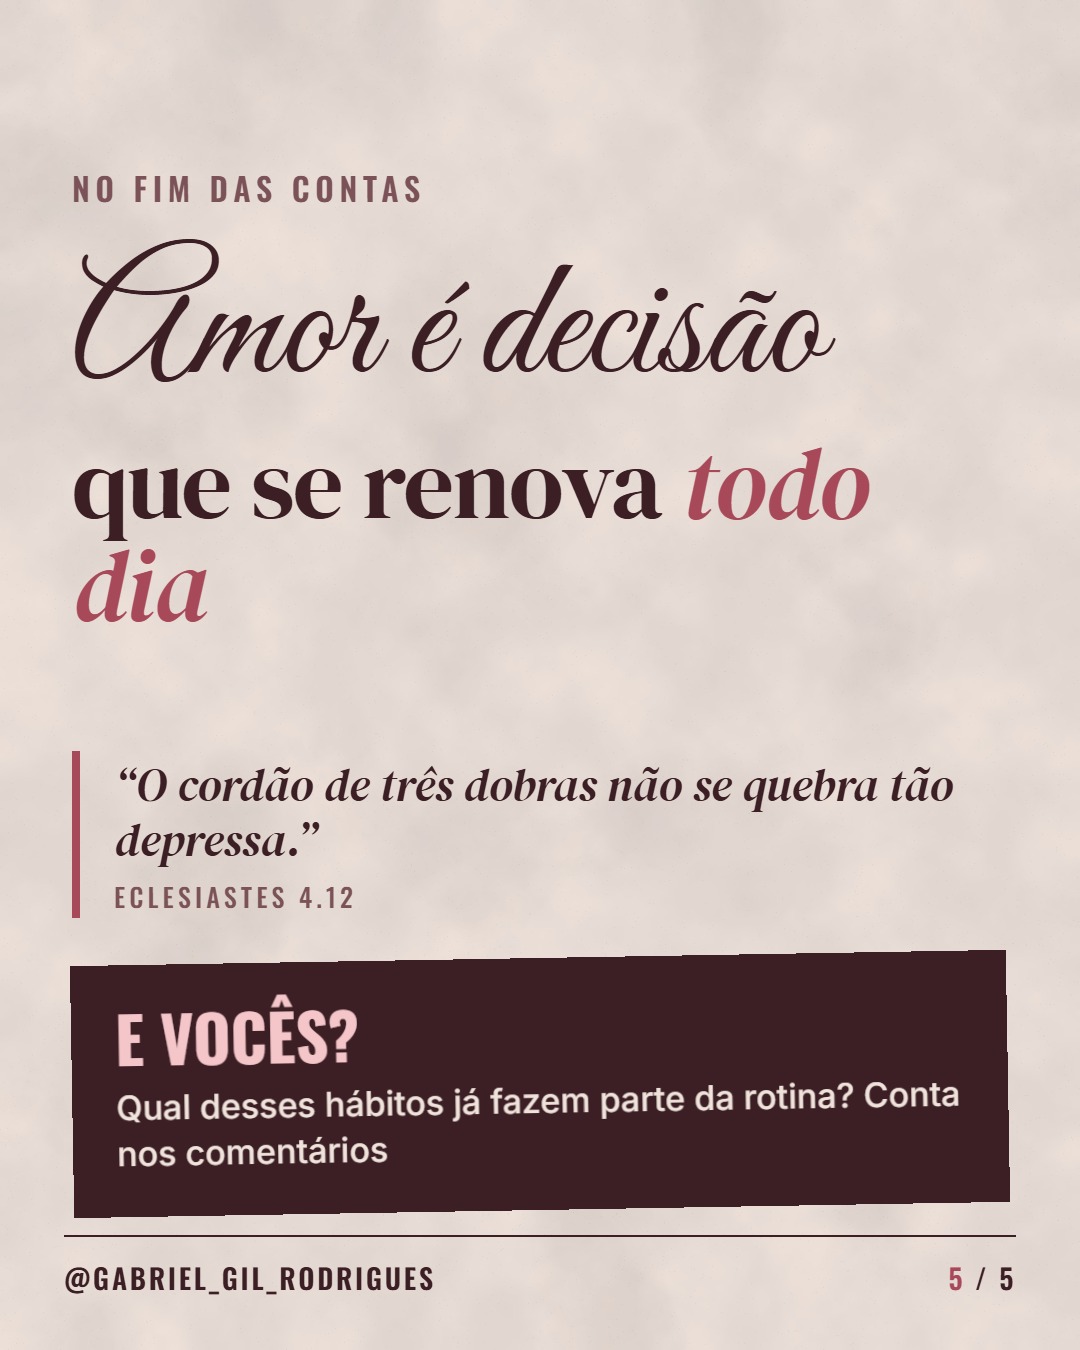 NO FIM DAS CONTAS
Amor é decisão
que se renova todo
dia
“O cordão de três dobras não se quebra tão
depressa.”
ECLESIASTES 4.12
E VOCÊS?
Qual desses hábitos já fazem parte da rotina? Conta
nos comentários
@GABRIEL_GIL_RODRIGUES
5 / 5